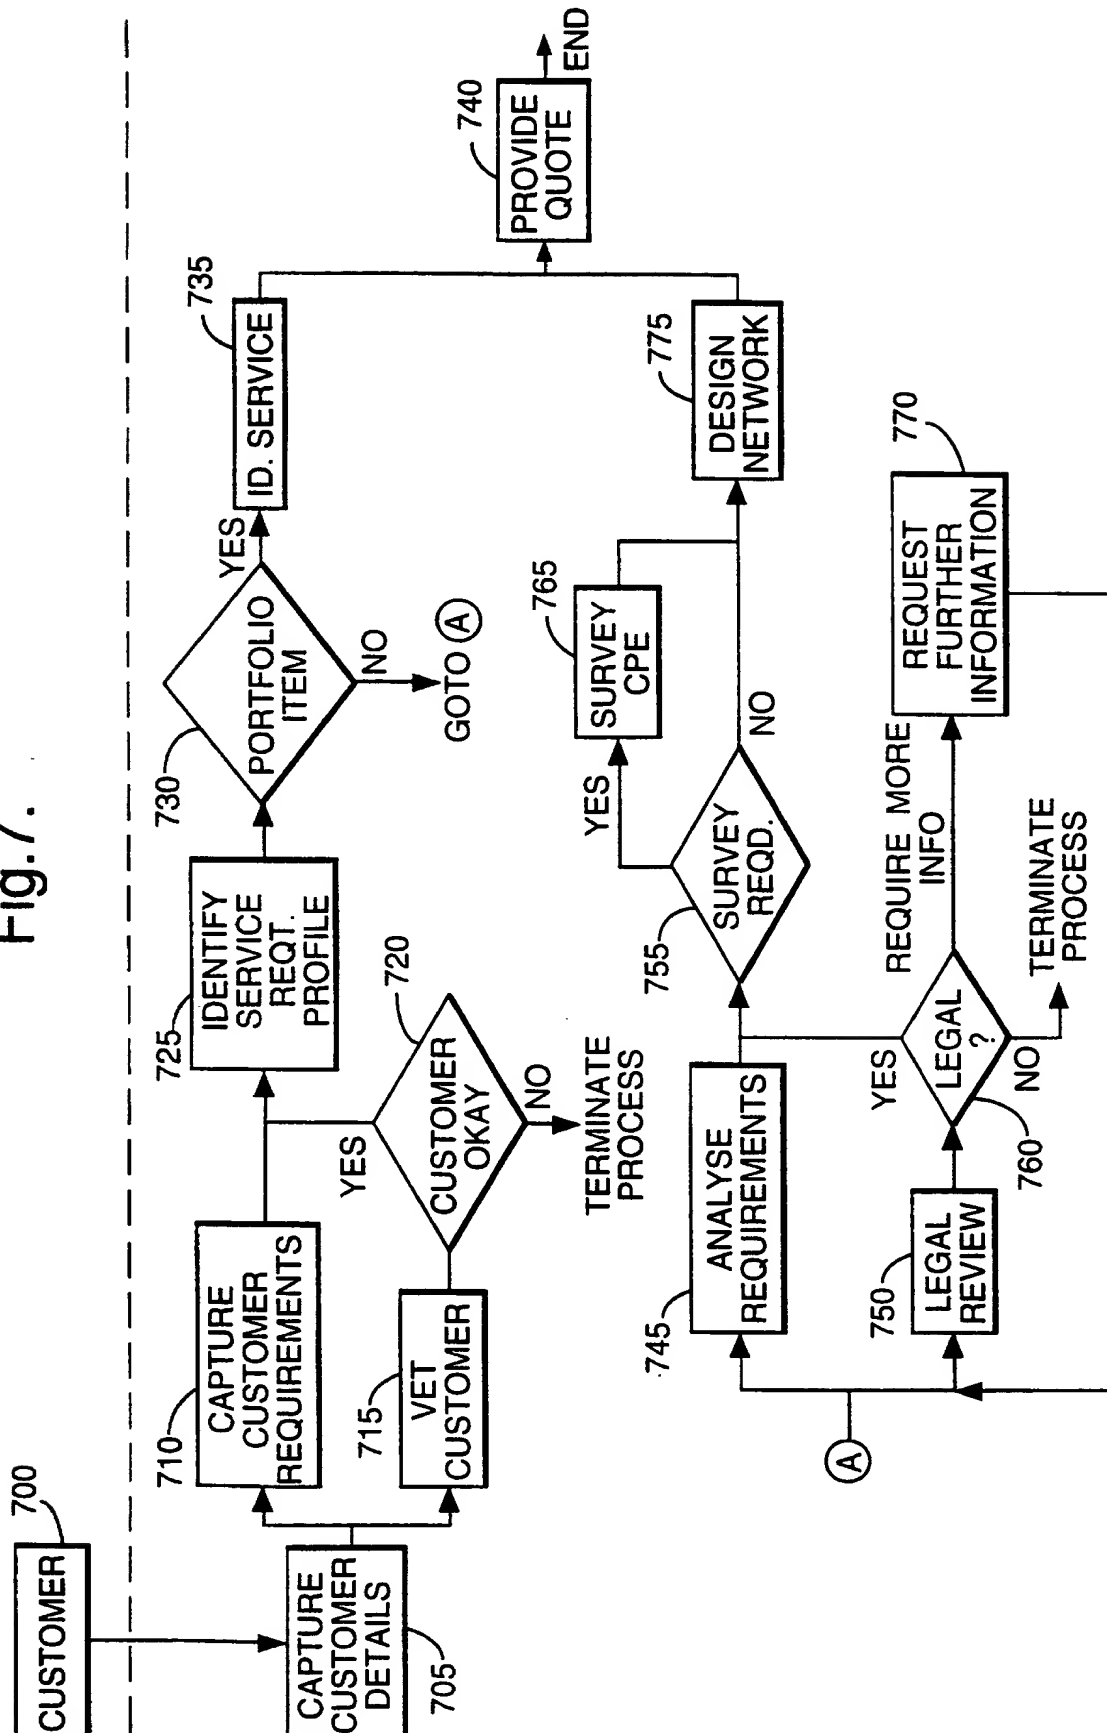 Fig.7.
CUSTOMER
700
CAPTURE
CUSTOMER
DETAILS
705
CAPTURE
CUSTOMER
REQUIREMENTS
710
VET
CUSTOMER
715
CUSTOMER
OKAY
720
YES
NO
TERMINATE
PROCESS
IDENTIFY
SERVICE
REQT.
PROFILE
725
PORTFOLIO
ITEM
730
YES
NO
GOTO A
ID. SERVICE
735
PROVIDE
QUOTE
740
END
A
ANALYSE
REQUIREMENTS
745
LEGAL
REVIEW
750
LEGAL
?
760
YES
NO
TERMINATE
PROCESS
REQUIRE MORE
INFO
REQUEST
FURTHER
INFORMATION
770
SURVEY
REQD.
755
YES
NO
SURVEY
CPE
765
DESIGN
NETWORK
775